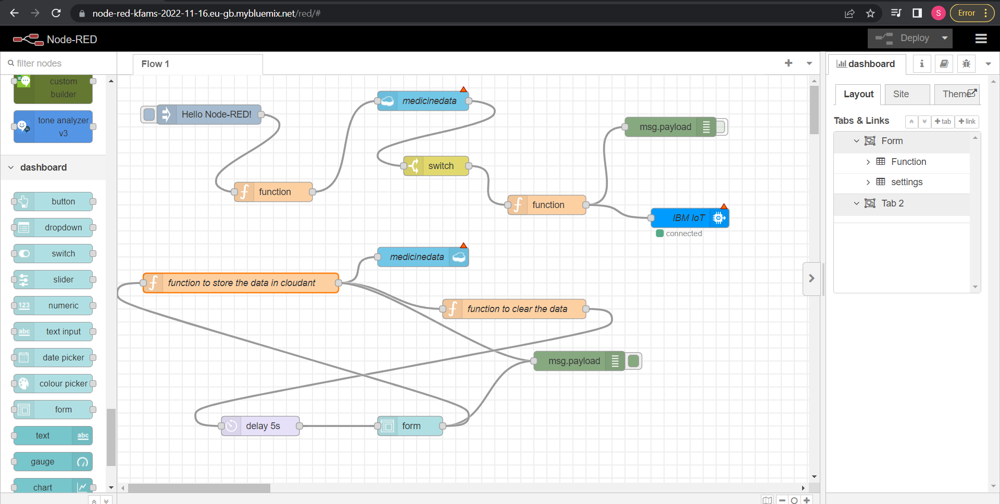 node-red-kfams-2022-11-16.eu-gb.mybluemix.net/red/#
S
Error
Node-RED
Deploy
filter nodes
custom
builder
tone analyzer
v3
dashboard
button
dropdown
switch
slider
123
numeric
abc
text input
date picker
colour picker
form
text
abc
gauge
chart
Flow 1
Hello Node-RED!
medicinedata
msg.payload
switch
function
function
IBM IoT
connected
medicinedata
function to store the data in cloudant
function to clear the data
msg.payload
delay 5s
form
dashboard
i
Layout
Site
Theme
Tabs & Links
+ tab
+ link
Form
Function
settings
Tab 2